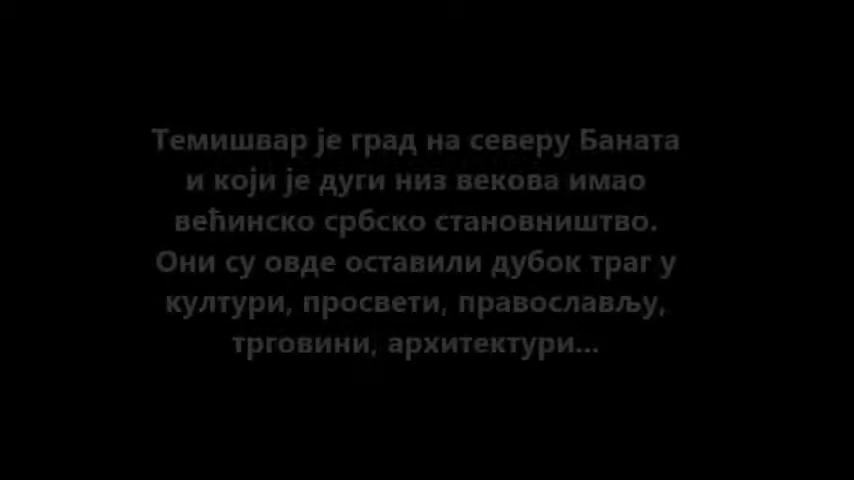 Темишвар је град на северу Баната
и који је дуги низ векова имао
већинско србско становништво.
Они су овде оставили дубок траг у
култури, просвети, православљу,
трговини, архитектури...